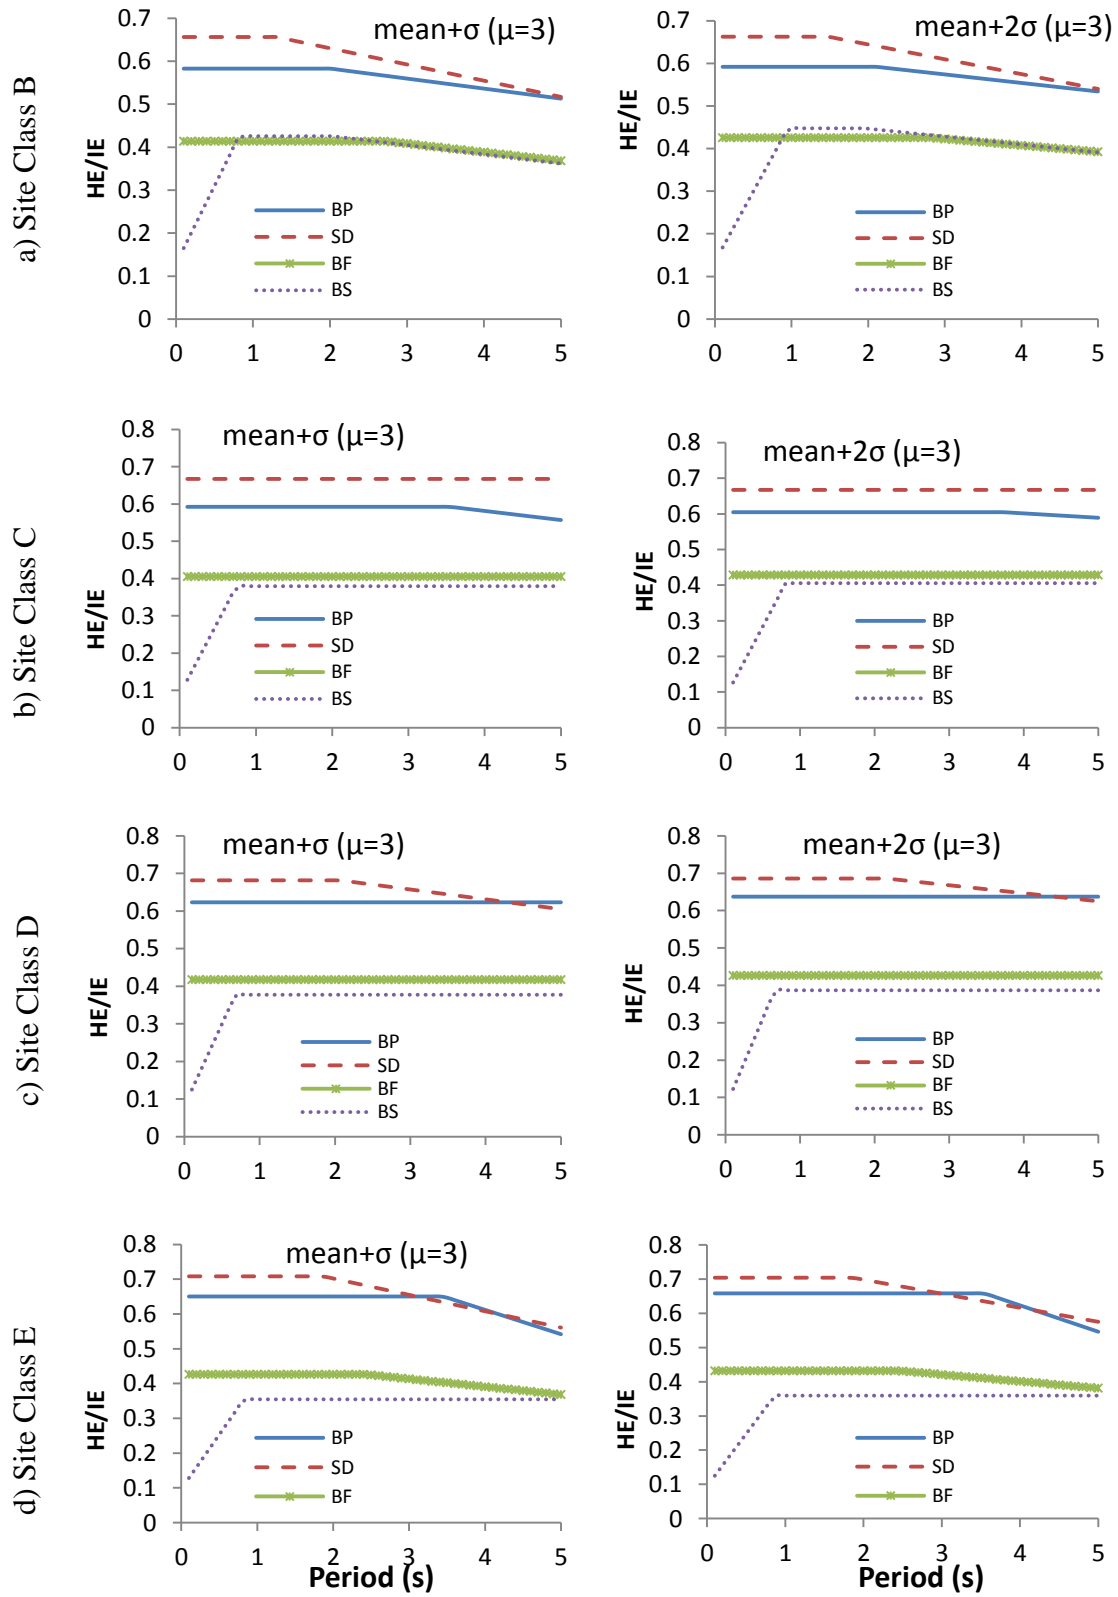 a) Site Class B
mean+σ (μ=3)
HE/IE
0.7
0.6
0.5
0.4
0.3
0.2
0.1
0
0 1 2 3 4 5
BP
SD
BF
BS
mean+2σ (μ=3)
HE/IE
0.7
0.6
0.5
0.4
0.3
0.2
0.1
0
0 1 2 3 4 5
BP
SD
BF
BS
b) Site Class C
mean+σ (μ=3)
HE/IE
0.8
0.7
0.6
0.5
0.4
0.3
0.2
0.1
0
0 1 2 3 4 5
BP
SD
BF
BS
mean+2σ (μ=3)
HE/IE
0.8
0.7
0.6
0.5
0.4
0.3
0.2
0.1
0
0 1 2 3 4 5
BP
SD
BF
BS
c) Site Class D
mean+σ (μ=3)
HE/IE
0.8
0.7
0.6
0.5
0.4
0.3
0.2
0.1
0
0 1 2 3 4 5
BP
SD
BF
BS
mean+2σ (μ=3)
HE/IE
0.8
0.7
0.6
0.5
0.4
0.3
0.2
0.1
0
0 1 2 3 4 5
BP
SD
BF
BS
d) Site Class E
mean+σ (μ=3)
HE/IE
0.8
0.7
0.6
0.5
0.4
0.3
0.2
0.1
0
0 1 2 3 4 5
Period (s)
BP
SD
BF
HE/IE
0.8
0.7
0.6
0.5
0.4
0.3
0.2
0.1
0
0 1 2 3 4 5
Period (s)
BP
SD
BF